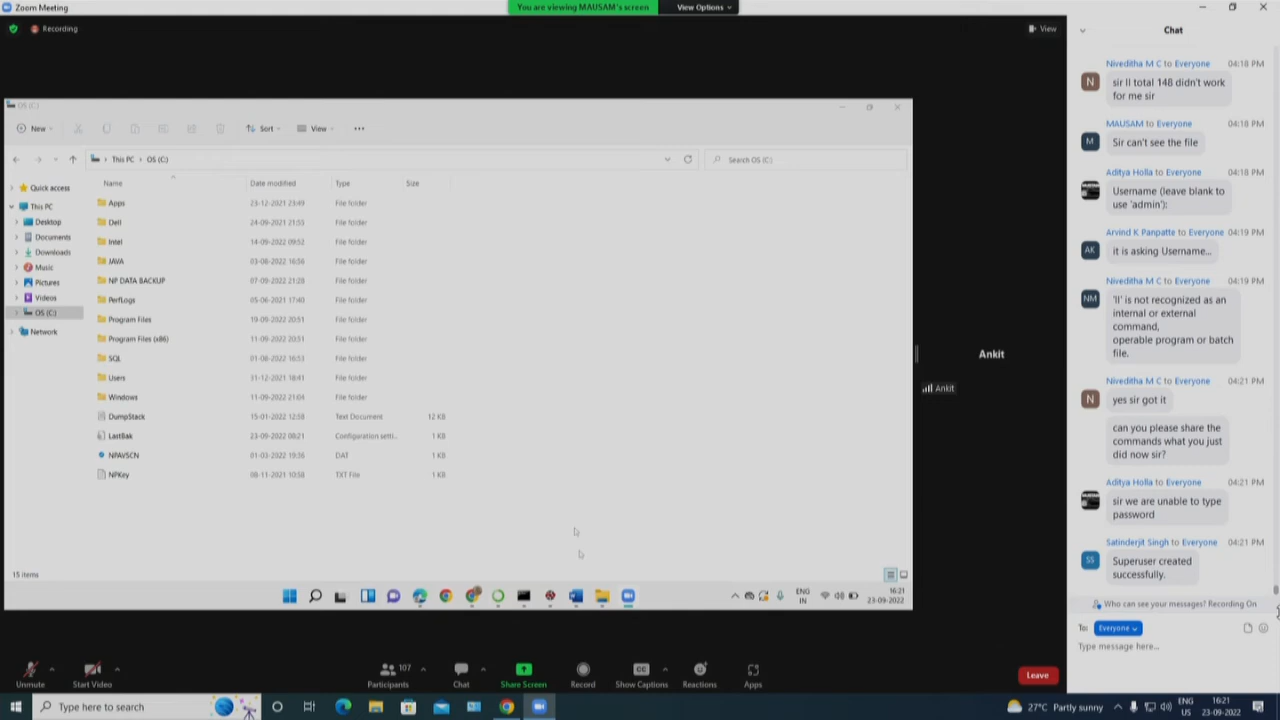 Zoom Meeting
You are viewing MAUSAM's screen
View Options
Recording
View
OS (C:)
New
Sort
View
This PC
OS (C:)
Search OS (C:)
Name
Date modified
Type
Size
Quick access
This PC
Desktop
Documents
Downloads
Music
Pictures
Videos
OS (C:)
Network
Apps 23-12-2021 23:49 File folder
Dell 24-09-2021 21:55 File folder
Intel 14-09-2022 09:52 File folder
JAVA 03-08-2022 16:56 File folder
NP DATA BACKUP 07-09-2022 21:28 File folder
PerfLogs 05-06-2021 17:40 File folder
Program Files 19-09-2022 20:51 File folder
Program Files (x86) 11-09-2022 20:51 File folder
SQL 01-08-2022 16:53 File folder
Users 31-12-2021 18:41 File folder
Windows 11-09-2022 21:00 File folder
DumpStack 15-01-2022 12:58 Text Document 12 KB
LastBak 23-09-2022 08:21 Configuration setti... 1 KB
NPAVSCN 01-03-2022 19:36 DAT 1 KB
NPKey 08-11-2021 10:58 TXT File 1 KB
15 items
ENG
IN
16:21
23-09-2022
Ankit
Ankit
Chat
Niveditha M C to Everyone 04:18 PM
N
sir ll total 148 didn't work
for me sir
MAUSAM to Everyone 04:18 PM
M
Sir can't see the file
Aditya Holla to Everyone 04:18 PM
Username (leave blank to
use 'admin'):
Arvind K Panpatte to Everyone 04:19 PM
AK
it is asking Username...
Niveditha M C to Everyone 04:19 PM
NM
'll' is not recognized as an
internal or external
command,
operable program or batch
file.
Niveditha M C to Everyone 04:21 PM
N
yes sir got it
can you please share the
commands what you just
did now sir?
Aditya Holla to Everyone 04:21 PM
sir we are unable to type
password
Satinderjit Singh to Everyone 04:21 PM
SS
Superuser created
successfully.
Who can see your messages? Recording On
To: Everyone
Type message here...
Unmute
Start Video
107
Participants
Chat
Share Screen
Record
CC
Show Captions
Reactions
Apps
Leave
Type here to search
27°C Partly sunny
ENG
US
16:21
23-09-2022